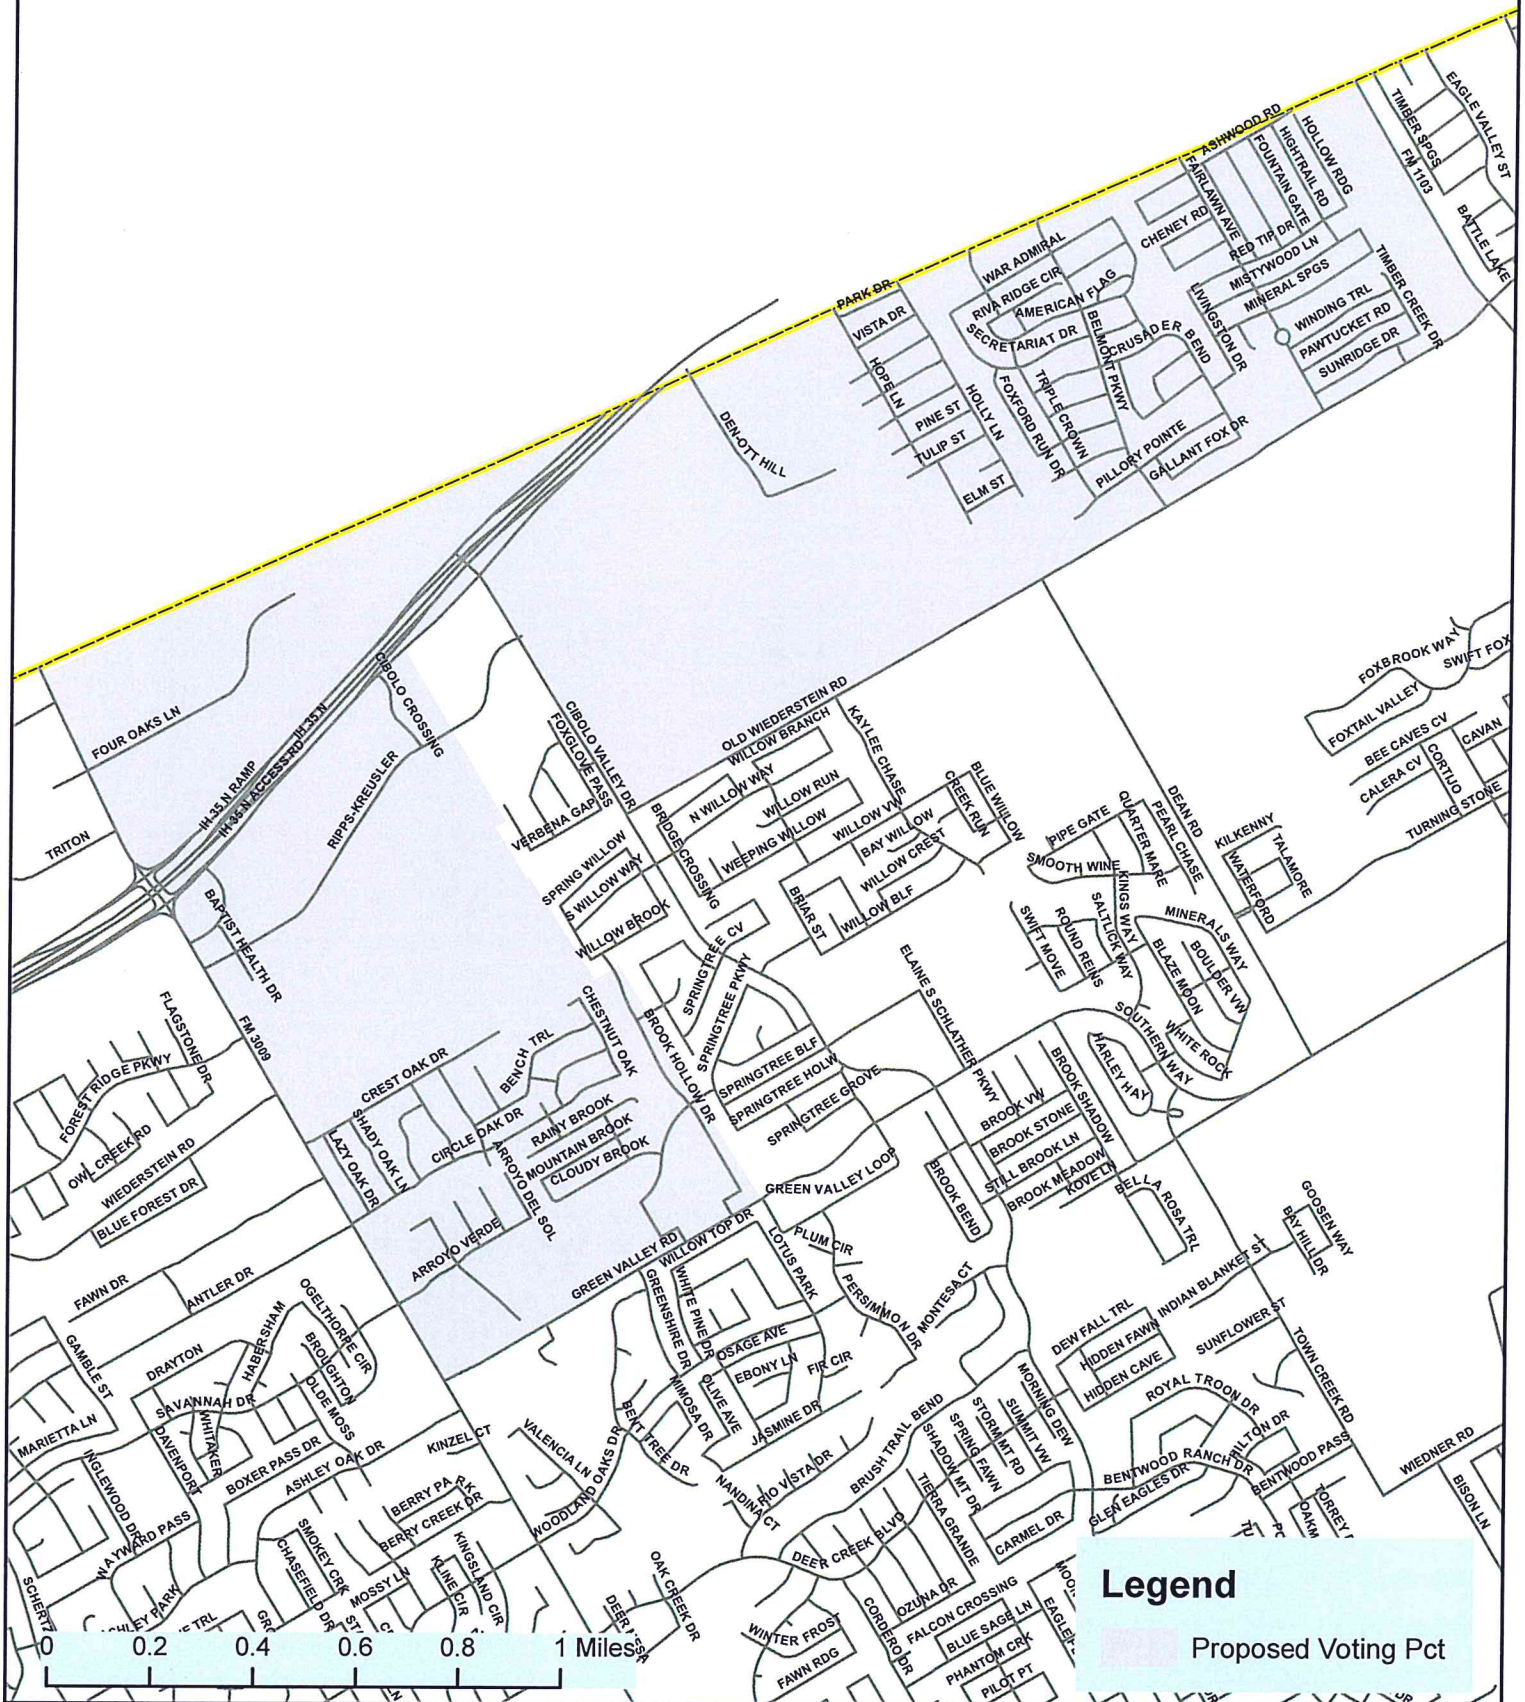 EAGLE VALLEY ST
TIMBER SPGS
FM 1103
BATTLE LAKE
ASHWOOD RD
HOLLOW RDG
HIGHTRAIL RD
FOUNTAIN GATE
FAIRLAWN AVE
CHENEY RD
RED TIP DR
MISTYWOOD LN
MINERAL SPGS
TIMBER CREEK DR
LIVINGSTON DR
WINDING TRL
PAWTUCKET RD
SUNRIDGE DR
WAR ADMIRAL
RIVA RIDGE CIR
AMERICAN FLAG
SECRETARIAT DR
BELMONT PKWY
CRUSADER BEND
PARK DR
VISTA DR
HOPE LN
HOLLY LN
PINE ST
TULIP ST
ELM ST
FOXFORD RUN DR
TRIPLE CROWN
PILLORY POINTE
GALLANT FOX DR
DEN-OTT HILL
FOUR OAKS LN
CIBOLO CROSSING
IH 35 N
IH 35 N RAMP
IH 35 N ACCESS RD
RIPPS-KREUSLER
TRITON
BAPTIST HEALTH DR
FM 3009
CIBOLO VALLEY DR
FOXGLOVE PASS
VERBENA GAP
OLD WIEDERSTEIN RD
WILLOW BRANCH
N WILLOW WAY
WILLOW RUN
WEEPING WILLOW
WILLOW VW
BAY WILLOW
WILLOW CREST
WILLOW BLF
KAYLEE CHASE
CREEK RUN
BLUE WILLOW
BRIDGE CROSSING
BRIAR ST
SPRING WILLOW
S WILLOW WAY
WILLOW BROOK
FOXBROOK WAY
SWIFT FOX
FOXTAIL VALLEY
BEE CAVES CV
CALERA CV
CORTIJO
CAVAN
TURNING STONE
DEAN RD
PEARL CHASE
QUARTER MARE
PIPE GATE
SMOOTH WINE
KINGS WAY
SALTLICK WAY
ROUND REINS
SWIFT MOVE
KILKENNY
TALAMORE
WATERFORD
MINERALS WAY
BOULDER VW
BLAZE MOON
WHITE ROCK
SOUTHERN WAY
HARLEY HAY
SPRINGTREE CV
SPRINGTREE PKWY
SPRINGTREE BLF
SPRINGTREE HOLW
SPRINGTREE GROVE
ELAINE S SCHLATHER PKWY
BROOK SHADOW
BROOK VW
BROOK STONE
STILL BROOK LN
BROOK MEADOW
KOVE LN
BROOK BEND
BELLA ROSA TRL
CHESTNUT OAK
BROOK HOLLOW DR
BENCH TRL
CREST OAK DR
CIRCLE OAK DR
SHADY OAK LN
LAZY OAK DR
RAINY BROOK
MOUNTAIN BROOK
CLOUDY BROOK
ARROYO DEL SOL
ARROYO VERDE
FLAGSTONE DR
FOREST RIDGE PKWY
OWL CREEK RD
WIEDERSTEIN RD
BLUE FOREST DR
FAWN DR
ANTLER DR
GREEN VALLEY LOOP
GREEN VALLEY RD
WILLOW TOP DR
PLUM CIR
LOTUS PARK
PERSIMMON DR
MONTESA CT
GOOSEN WAY
BAY HILL DR
INDIAN BLANKET ST
SUNFLOWER ST
DEW FALL TRL
HIDDEN FAWN
HIDDEN CAVE
TOWN CREEK RD
ROYAL TROON DR
HILTON DR
BENTWOOD RANCH DR
BENTWOOD PASS
GLEN EAGLES DR
WIEDNER RD
BISON LN
GREENSHIRE DR
WHITE PINE DR
OSAGE AVE
EBONY LN
FIR CIR
OLIVE AVE
MIMOSA DR
JASMINE DR
BENT TREE DR
NANDINA CT
RIO VISTA DR
BRUSH TRAIL BEND
MORNING DEW
SUMMIT VW
STORM MT RD
SPRING FAWN
SHADOW MT DR
TIERRA GRANDE
CARMEL DR
DEER CREEK BLVD
OZUNA DR
FALCON CROSSING
BLUE SAGE LN
PHANTOM CRK
PILOT PT
CORDERO DR
WINTER FROST
FAWN RDG
OAK CREEK DR
GAMBLE ST
DRAYTON
HABERSHAM
OGELTHORPE CIR
BROUGHTON
OLDE MOSS
SAVANNAH DR
WHITAKER
DAVENPORT
MARIETTA LN
INGLEWOOD DR
BOXER PASS DR
ASHLEY OAK DR
KINZEL CT
VALENCIA LN
WOODLAND OAKS DR
BERRY PARK
BERRY CREEK DR
KINGSLAND CIR
KLINE CIR
MOSSY LN
SMOKEY CRK
CHASEFIELD DR
WAYWARD PASS
SCHERTZ
Legend
Proposed Voting Pct
0 0.2 0.4 0.6 0.8 1 Miles